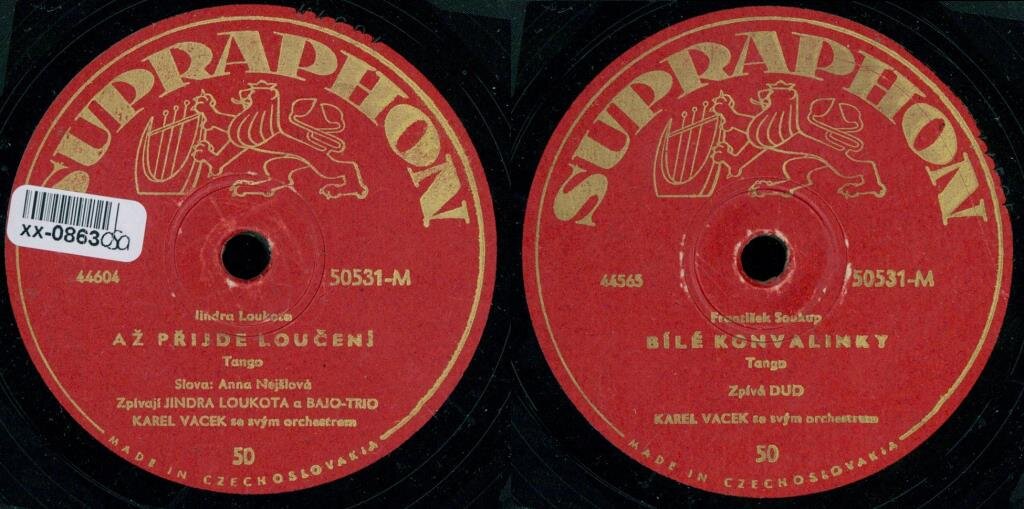 SUPRAPHON
xx-0863
44604
50531-M
Jindra Loukota
AŽ PŘIJDE LOUČENÍ
Tango
Slova: Anna Nejšlová
Zpívají JINDRA LOUKOTA a BAJO-TRIO
KAREL VACEK se svým orchestrem
50
MADE IN CZECHOSLOVAKIA
SUPRAPHON
44565
50531-M
František Soukup
BÍLÉ KONVALINKY
Tango
Zpívá DUO
KAREL VACEK se svým orchestrem
50
MADE IN CZECHOSLOVAKIA